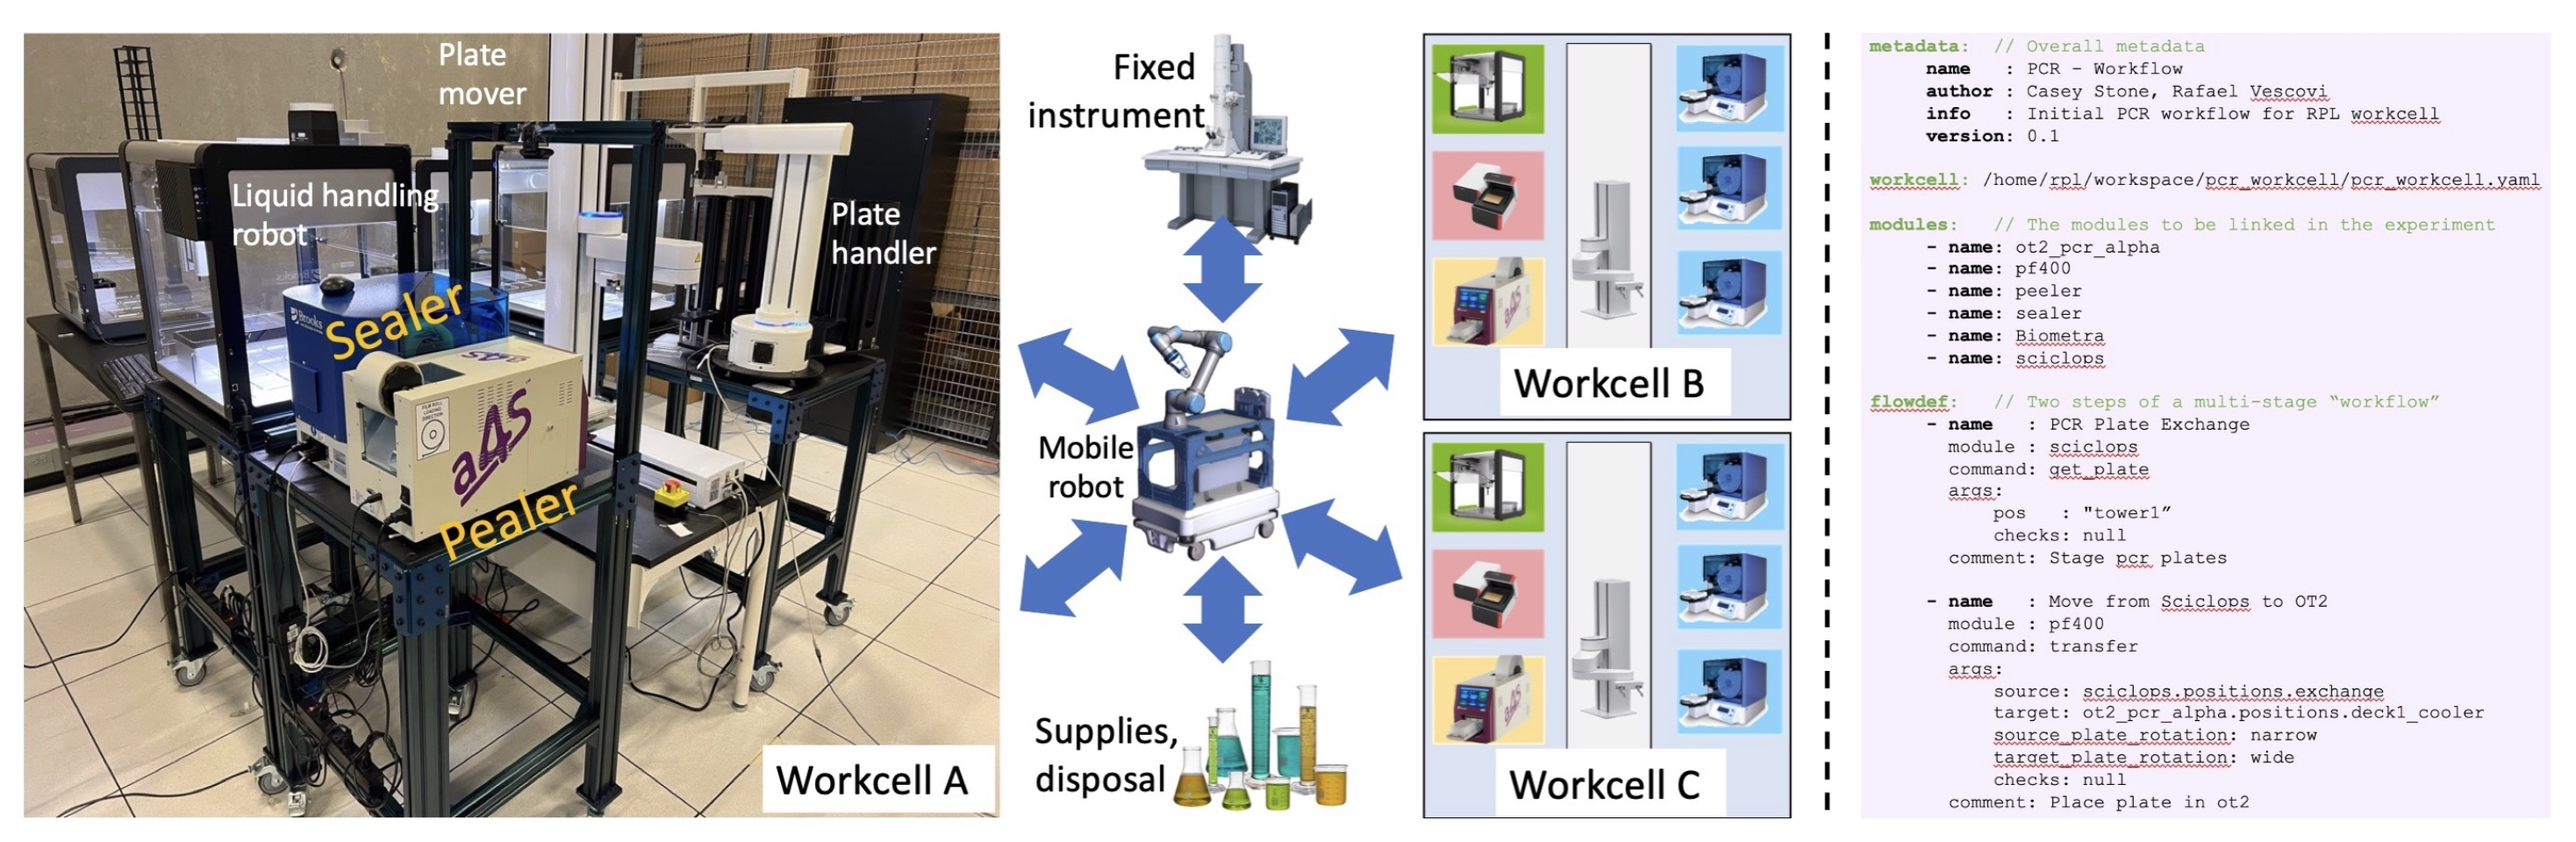 Plate
mover
Liquid handling
robot
Plate
handler
Brooks
Sealer
a4S
FILM ROLL
LOADING
DIRECTION
a4S
Pealer
Workcell A
Fixed
instrument
Mobile
robot
Supplies,
disposal
Workcell B
Workcell C
metadata: // Overall metadata
name : PCR – Workflow
author : Casey Stone, Rafael Vescovi
info : Initial PCR workflow for RPL workcell
version: 0.1
workcell: /home/rpl/workspace/pcr_workcell/pcr_workcell.yaml
modules: // The modules to be linked in the experiment
- name: ot2_pcr_alpha
- name: pf400
- name: peeler
- name: sealer
- name: Biometra
- name: sciclops
flowdef: // Two steps of a multi-stage “workflow”
- name : PCR Plate Exchange
module : sciclops
command: get_plate
args:
pos : "tower1”
checks: null
comment: Stage pcr plates
- name : Move from Sciclops to OT2
module : pf400
command: transfer
args:
source: sciclops.positions.exchange
target: ot2_pcr_alpha.positions.deck1_cooler
source_plate_rotation: narrow
target_plate_rotation: wide
checks: null
comment: Place plate in ot2